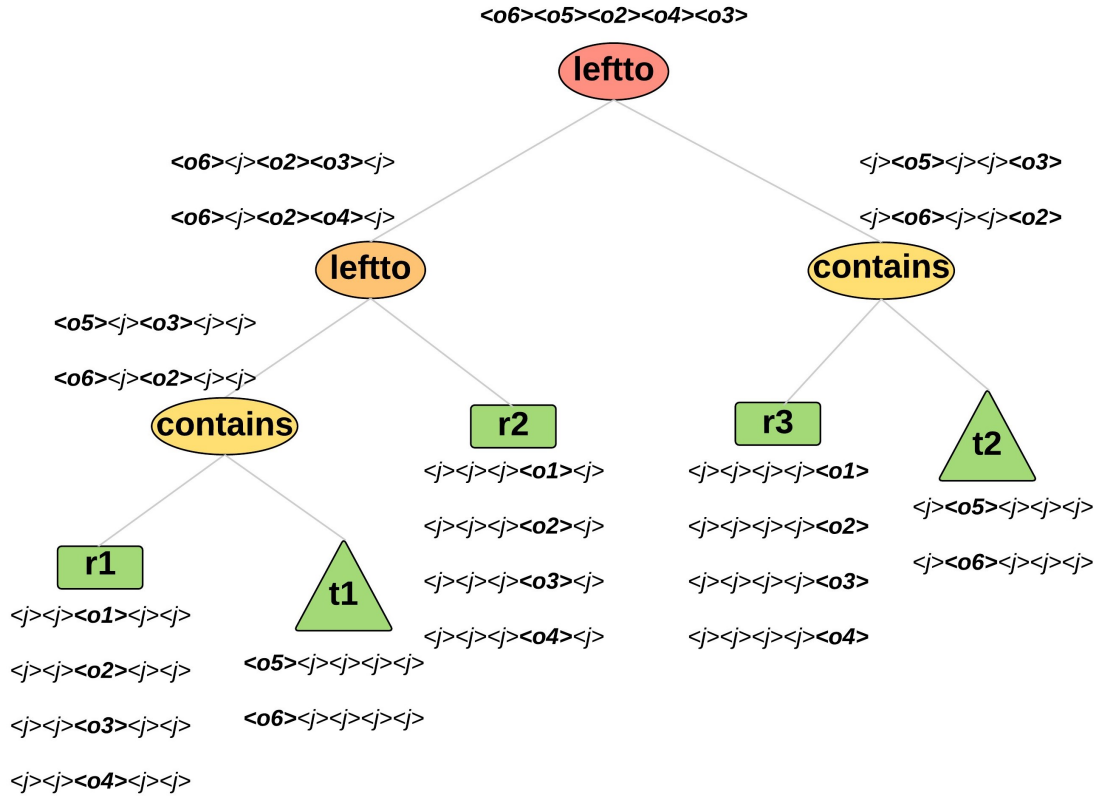 <o6><o5><o2><o4><o3>
leftto
<o6><j><o2><o3><j>
<j><o5><j><j><o3>
<o6><j><o2><o4><j>
<j><o6><j><j><o2>
leftto
contains
<o5><j><o3><j><j>
<o6><j><o2><j><j>
contains
r2
r3
t2
<j><j><j><o1><j>
<j><j><j><j><o1>
<j><o5><j><j><j>
<j><j><j><o2><j>
<j><j><j><j><o2>
<j><o6><j><j><j>
r1
t1
<j><j><j><o3><j>
<j><j><j><j><o3>
<j><j><o1><j><j>
<j><j><j><o4><j>
<j><j><j><j><o4>
<o5><j><j><j><j>
<j><j><o2><j><j>
<o6><j><j><j><j>
<j><j><o3><j><j>
<j><j><o4><j><j>